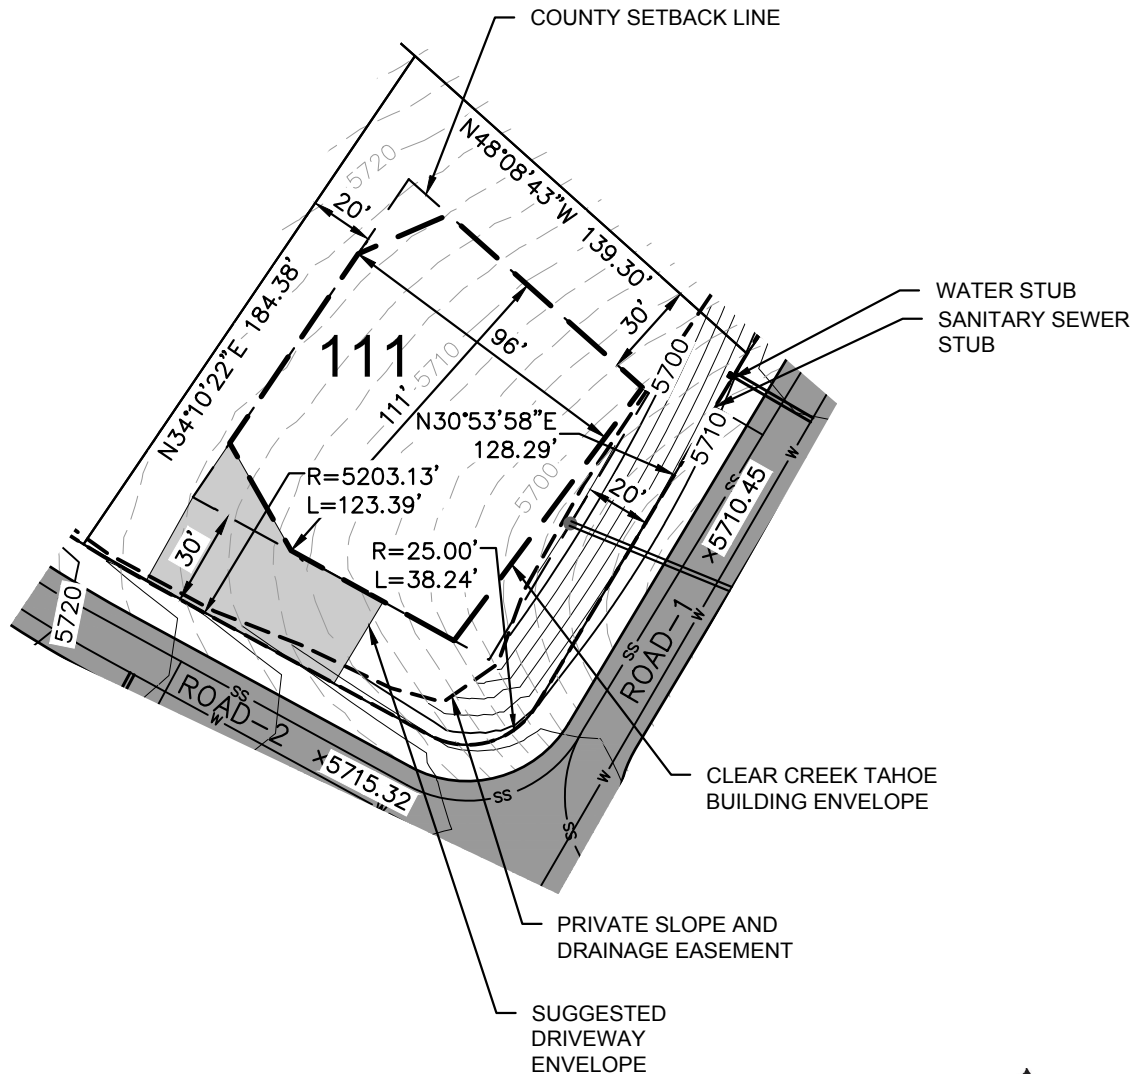 COUNTY SETBACK LINE
N48°08'43"W 139.30'
5720
20'
WATER STUB
SANITARY SEWER
STUB
30'
N34°10'22"E 184.38'
96'
111
5710
5700
111'
N30°53'58"E
128.29'
5710
W
SS
5710.45
R=5203.13'
L=123.39'
5700
20'
30'
R=25.00'
L=38.24'
5720
W
SS
ROAD-1
SS
ROAD-2
W
5715.32
W
SS
W
SS
CLEAR CREEK TAHOE
BUILDING ENVELOPE
PRIVATE SLOPE AND
DRAINAGE EASEMENT
SUGGESTED
DRIVEWAY
ENVELOPE